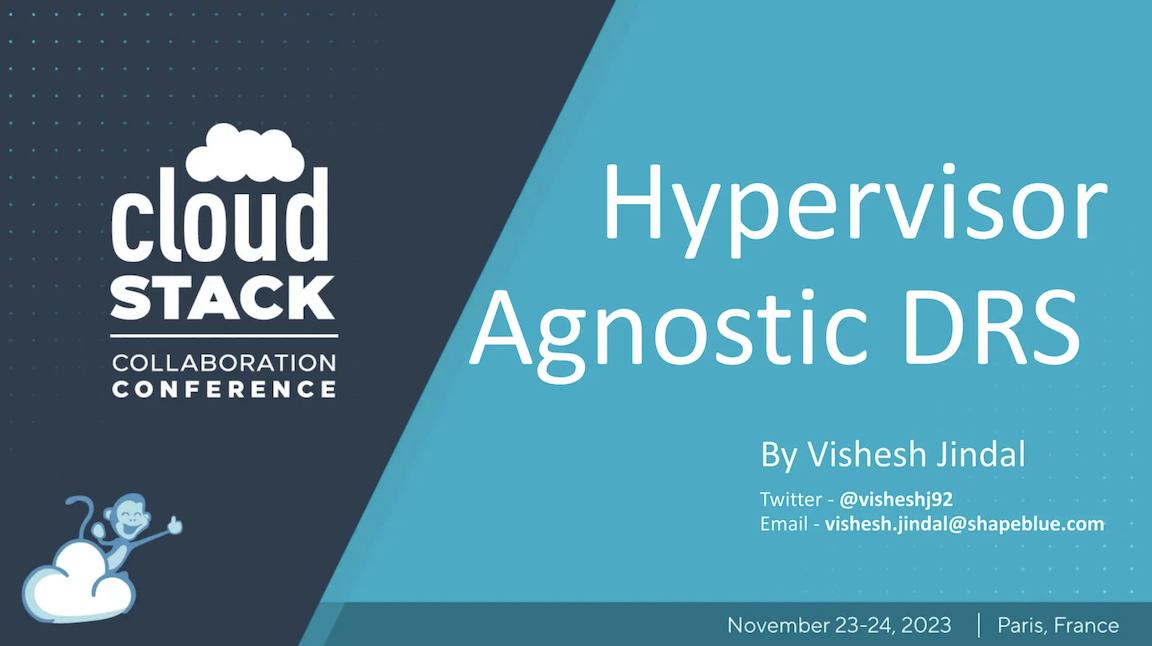 cloud
STACK
COLLABORATION
CONFERENCE
Hypervisor
Agnostic DRS
By Vishesh Jindal
Twitter - @visheshj92
Email - vishesh.jindal@shapeblue.com
November 23-24, 2023 | Paris, France